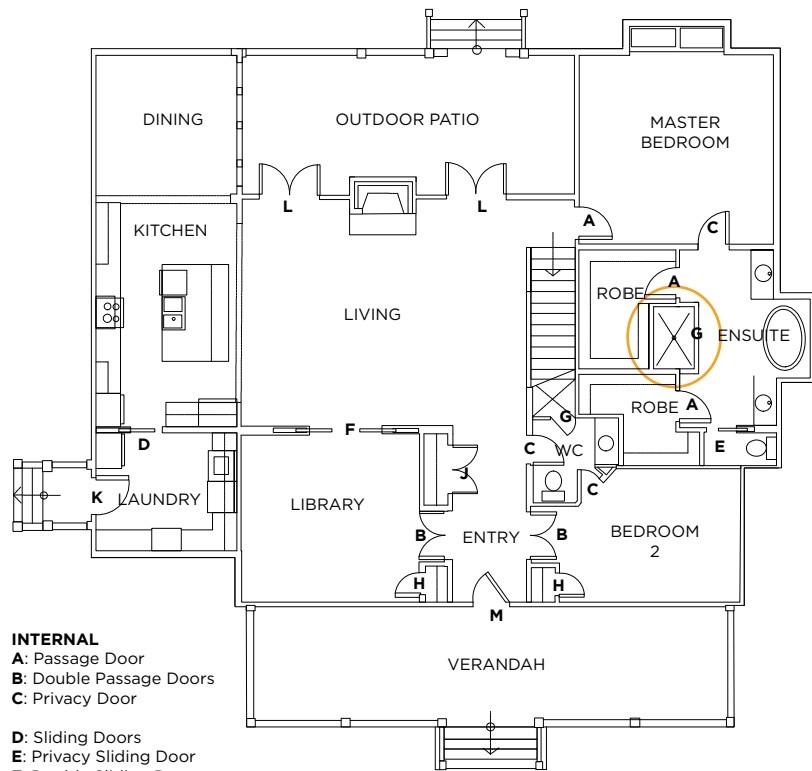 DINING
OUTDOOR PATIO
MASTER
BEDROOM
L
L
A
C
KITCHEN
A
ROBE
LIVING
G
ENSUITE
A
ROBE
G
D
F
C
WC
E
J
C
K
LAUNDRY
LIBRARY
B
ENTRY
B
BEDROOM
2
H
H
M
INTERNAL
A: Passage Door
B: Double Passage Doors
C: Privacy Door
VERANDAH
D: Sliding Doors
E: Privacy Sliding Door